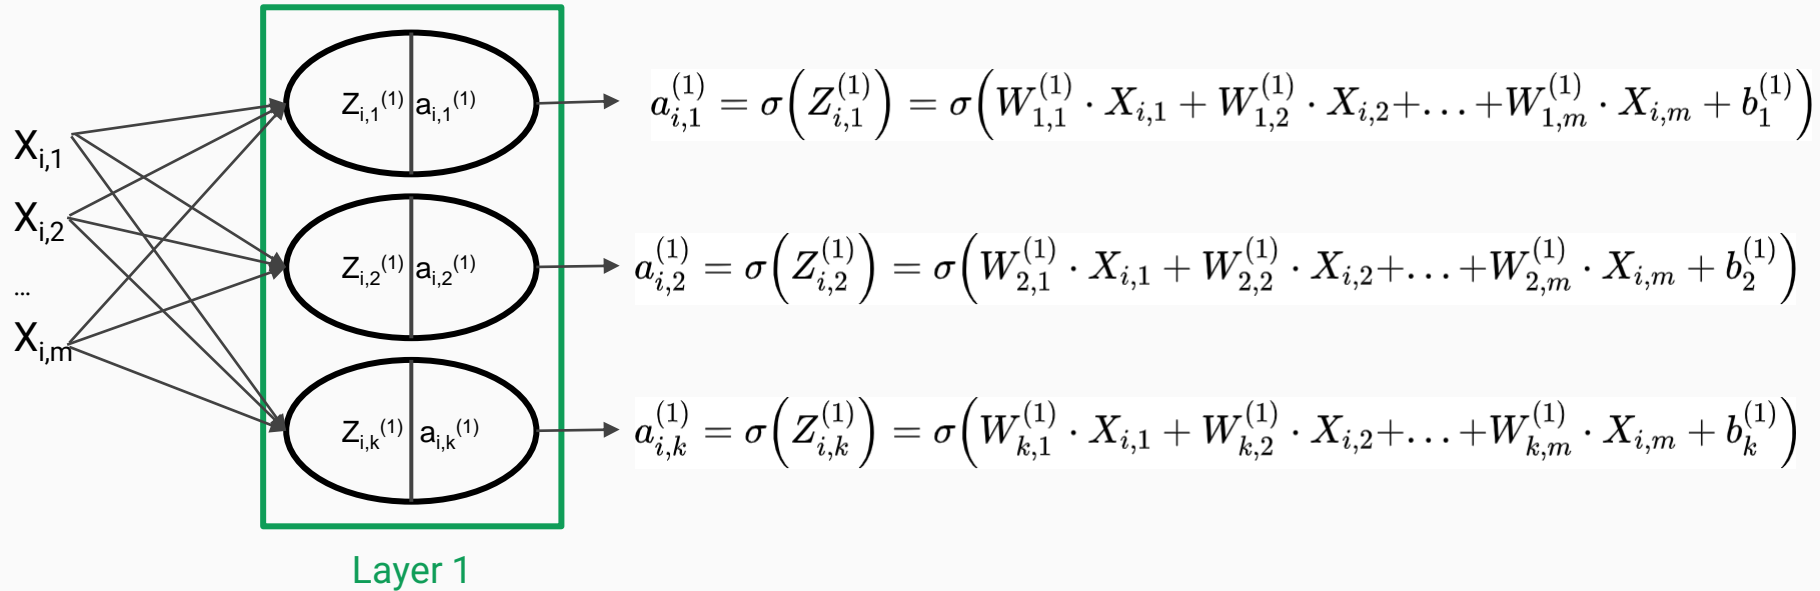 X_{i,1}
X_{i,2}
...
X_{i,m}
Z_{i,1}^{(1)} a_{i,1}^{(1)}
a_{i,1}^{(1)} = σ(Z_{i,1}^{(1)}) = σ(W_{1,1}^{(1)} · X_{i,1} + W_{1,2}^{(1)} · X_{i,2}+...+W_{1,m}^{(1)} · X_{i,m} + b_1^{(1)})
Z_{i,2}^{(1)} a_{i,2}^{(1)}
a_{i,2}^{(1)} = σ(Z_{i,2}^{(1)}) = σ(W_{2,1}^{(1)} · X_{i,1} + W_{2,2}^{(1)} · X_{i,2}+...+W_{2,m}^{(1)} · X_{i,m} + b_2^{(1)})
Z_{i,k}^{(1)} a_{i,k}^{(1)}
a_{i,k}^{(1)} = σ(Z_{i,k}^{(1)}) = σ(W_{k,1}^{(1)} · X_{i,1} + W_{k,2}^{(1)} · X_{i,2}+...+W_{k,m}^{(1)} · X_{i,m} + b_k^{(1)})
Layer 1